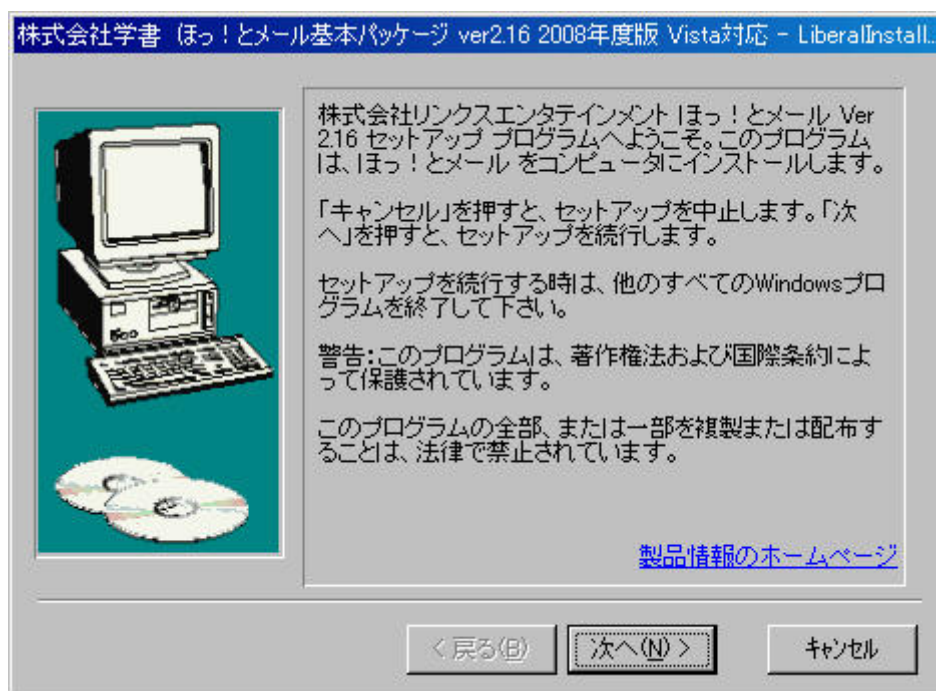 株式会社学書 ほっ!とメール基本パッケージ ver2.16 2008年度版 Vista対応 - LiberalInstall...
株式会社リンクスエンタテインメント ほっ!とメール Ver
2.16 セットアップ プログラムへようこそ。このプログラム
は、ほっ!とメール をコンピュータにインストールします。
「キャンセル」を押すと、セットアップを中止します。「次
へ」を押すと、セットアップを続行します。
セットアップを続行する時は、他のすべてのWindowsプロ
グラムを終了して下さい。
警告:このプログラムは、著作権法および国際条約によ
って保護されています。
このプログラムの全部、または一部を複製または配布す
ることは、法律で禁止されています。
製品情報のホームページ
< 戻る(B)
次へ(N) >
キャンセル